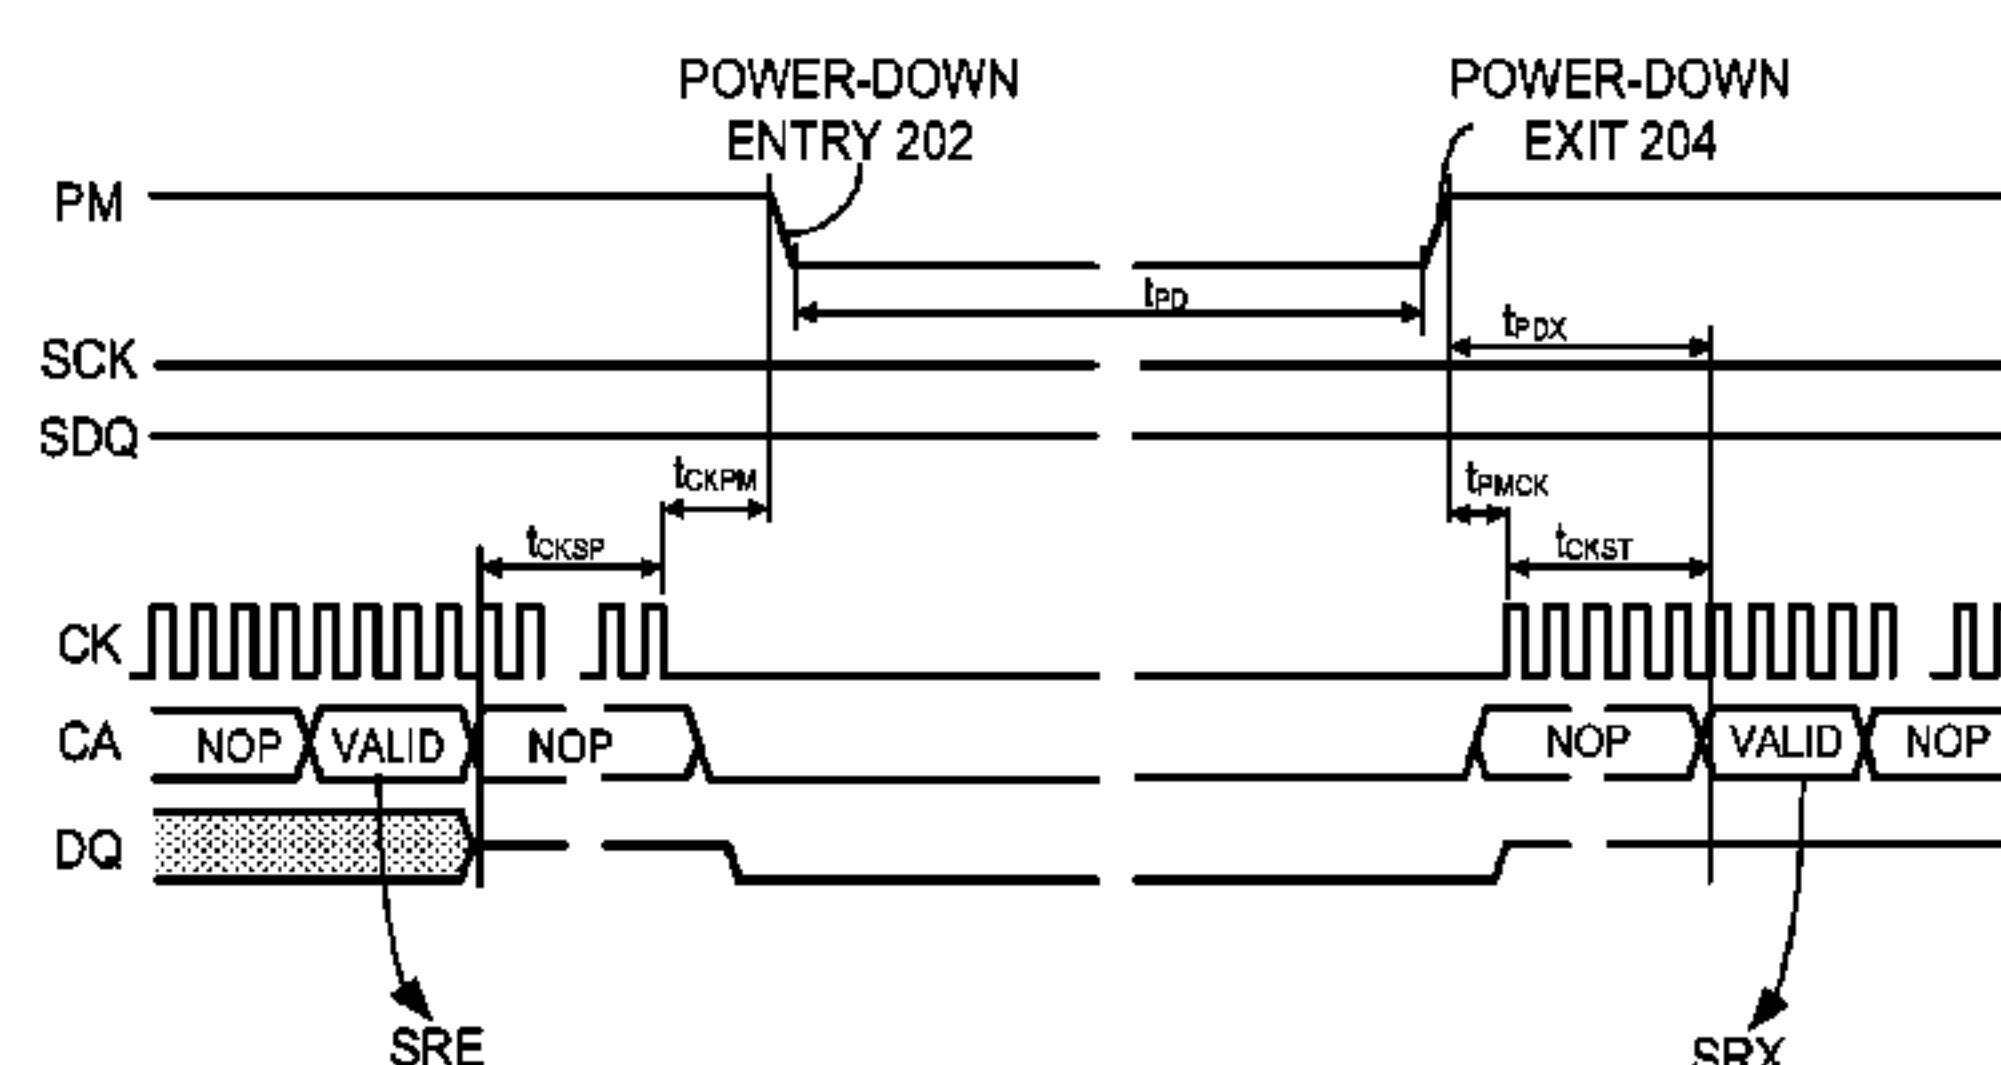 POWER-DOWN
ENTRY 202
POWER-DOWN
EXIT 204
PM
tPD
tPDX
SCK
SDQ
tCKPM
tPMCK
tCKSP
tCKST
CK
CA
NOP
VALID
NOP
NOP
VALID
NOP
DQ
SRE
SRX